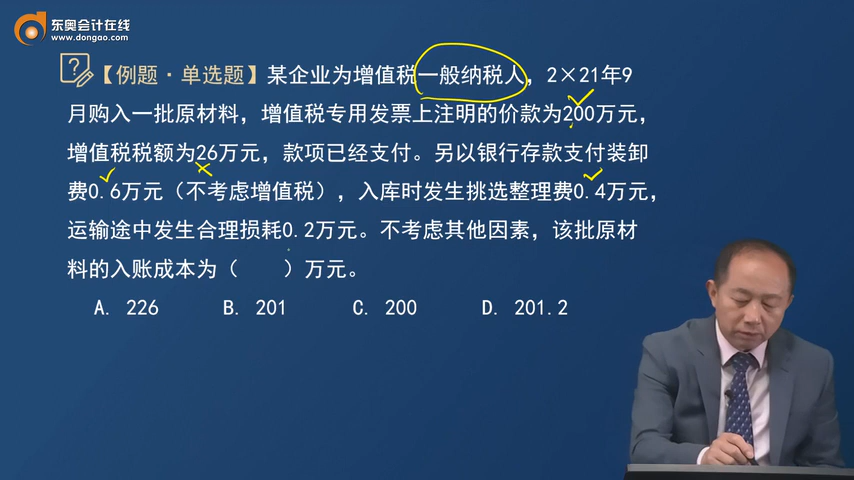 东奥会计在线
www.dongao.com
【例题·单选题】某企业为增值税一般纳税人，2×21年9
月购入一批原材料，增值税专用发票上注明的价款为200万元，
增值税税额为26万元，款项已经支付。另以银行存款支付装卸
费0.6万元（不考虑增值税），入库时发生挑选整理费0.4万元，
运输途中发生合理损耗0.2万元。不考虑其他因素，该批原材
料的入账成本为（　　）万元。
A. 226 B. 201 C. 200 D. 201.2